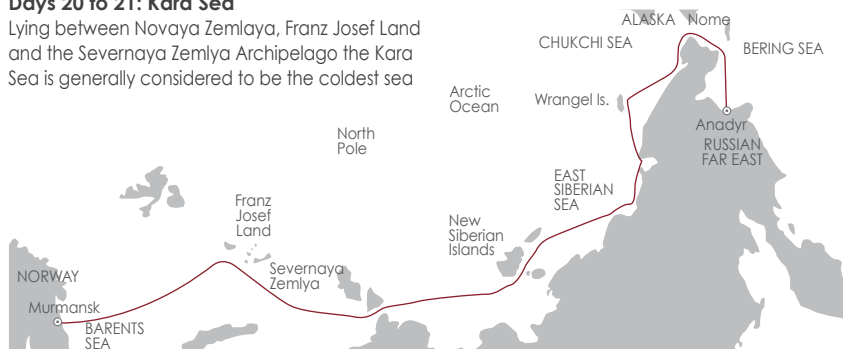 Days 20 to 21: Kara Sea
Lying between Novaya Zemlaya, Franz Josef Land
and the Severnaya Zemlya Archipelago the Kara
Sea is generally considered to be the coldest sea
ALASKA
Nome
CHUKCHI SEA
BERING SEA
Arctic
Ocean
Wrangel Is.
Anadyr
RUSSIAN
FAR EAST
North
Pole
EAST
SIBERIAN
SEA
Franz
Josef
Land
New
Siberian
Islands
Severnaya
Zemlya
NORWAY
Murmansk
BARENTS
SEA